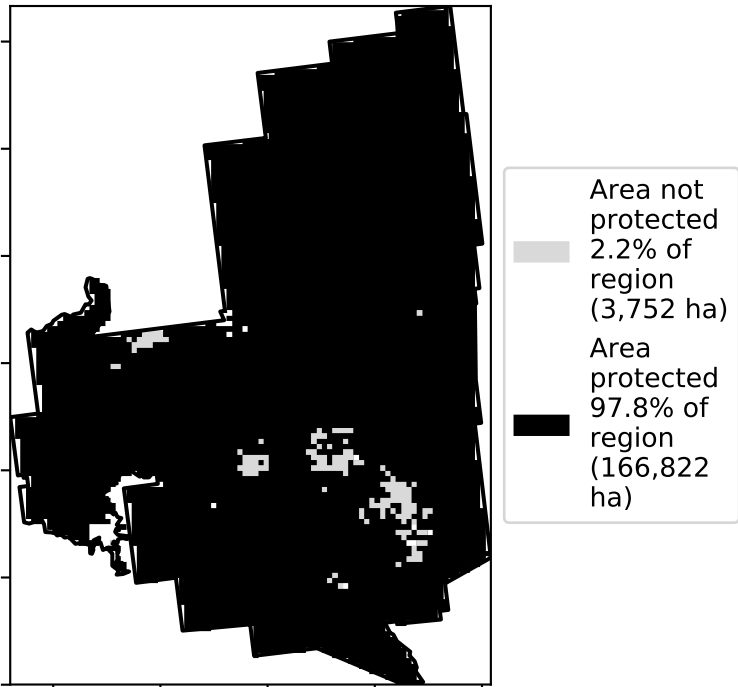 Area not
protected
2.2% of
region
(3,752 ha)
Area
protected
97.8% of
region
(166,822
ha)